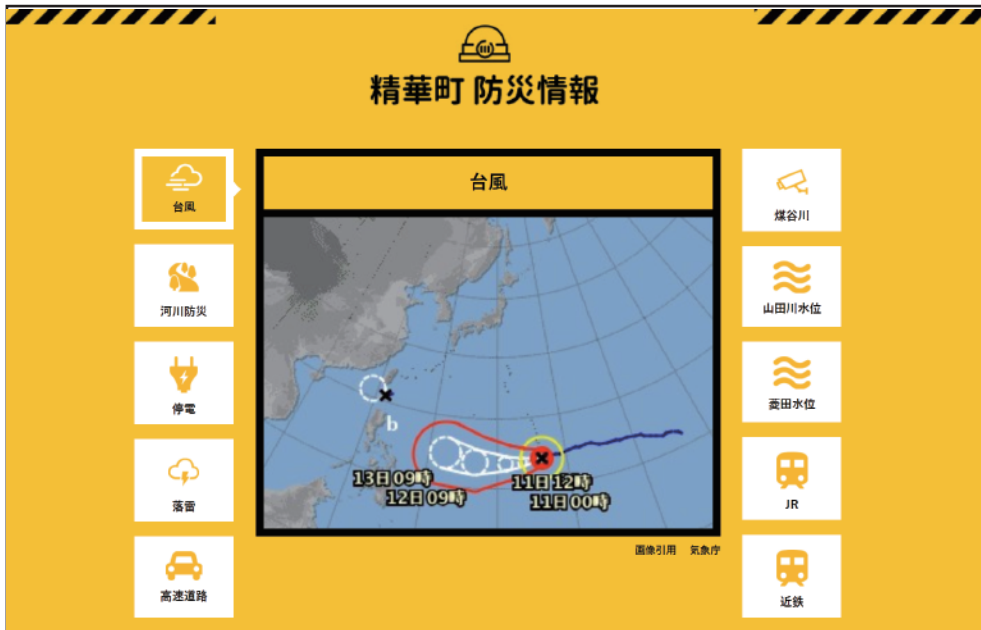 精華町 防災情報
台風
河川防災
停電
落雷
高速道路
台風
b
13日09時
12日09時
11日12時
11日00時
画像引用　気象庁
煤谷川
山田川水位
菱田水位
JR
近鉄